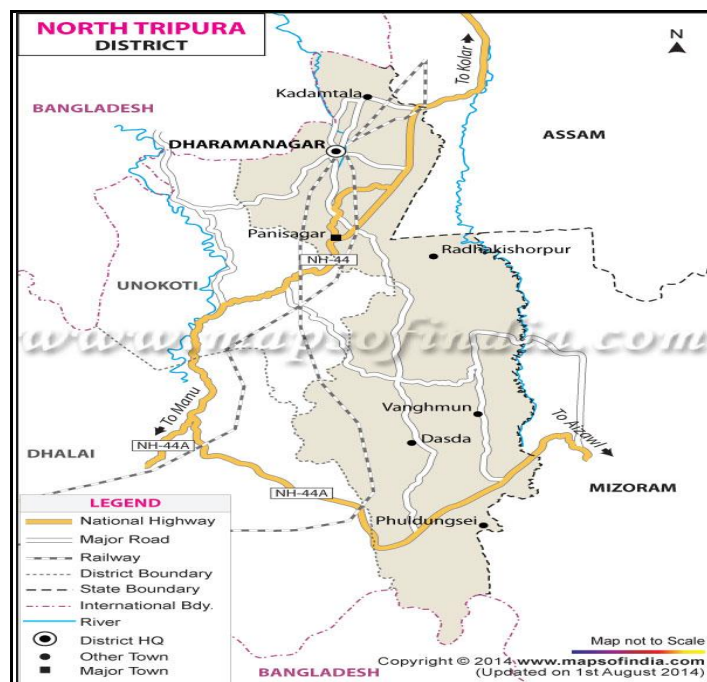 NORTH TRIPURA
DISTRICT
N
To Kolar
Kadamtala
BANGLADESH
ASSAM
DHARAMANAGAR
Panisagar
Radhakishorpur
NH-44
UNOKOTI
www.mapsofindia.com
To Manu
Vanghmun
To Aizawl
Dasda
NH-44A
DHALAI
NH-44A
MIZORAM
Phuldungsei
LEGEND
National Highway
Major Road
Railway
District Boundary
State Boundary
International Bdy.
River
District HQ
Other Town
Major Town
Map not to Scale
BANGLADESH
Copyright © 2014 www.mapsofindia.com
(Updated on 1st August 2014)